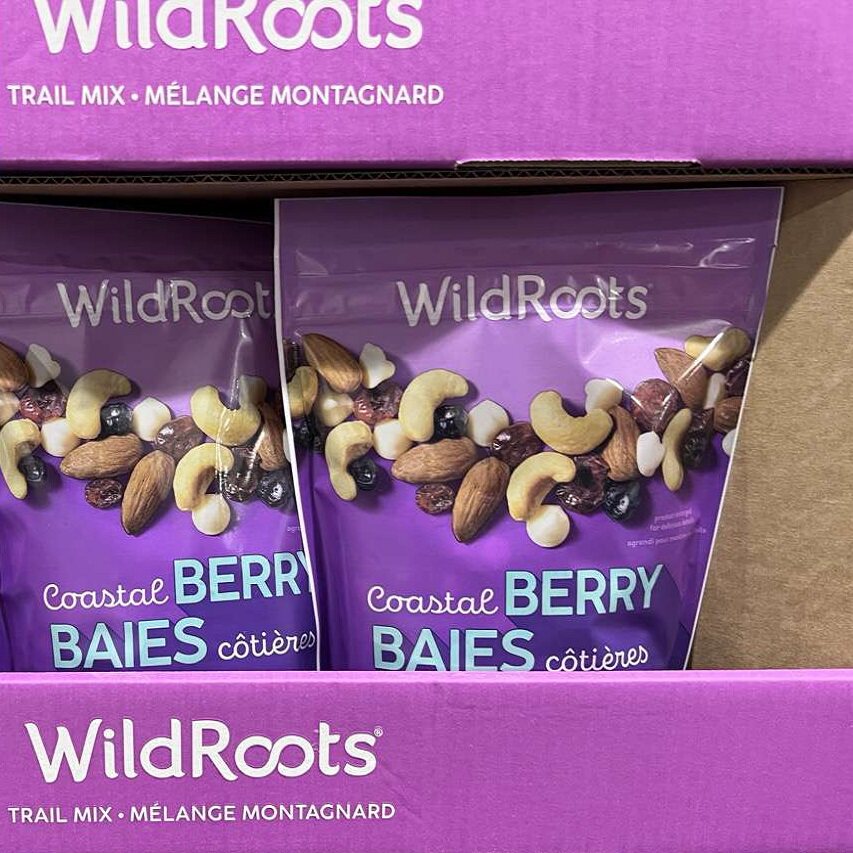 WildRoots
TRAIL MIX • MÉLANGE MONTAGNARD
WildRoot
Coastal BERRY
BAIES côtières
WildRoots
Coastal BERRY
BAIES côtières
WildRoots®
TRAIL MIX • MÉLANGE MONTAGNARD